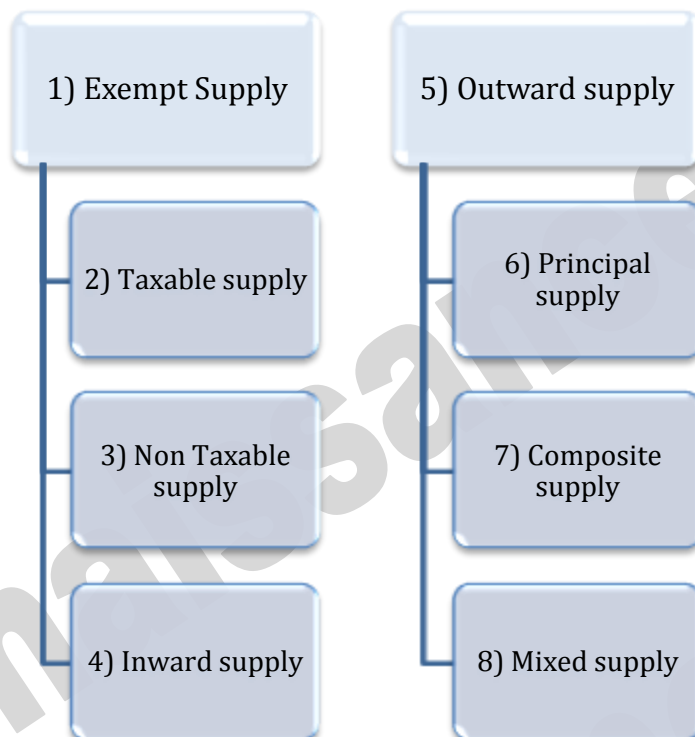 1) Exempt Supply
2) Taxable supply
3) Non Taxable
supply
4) Inward supply
5) Outward supply
6) Principal
supply
7) Composite
supply
8) Mixed supply